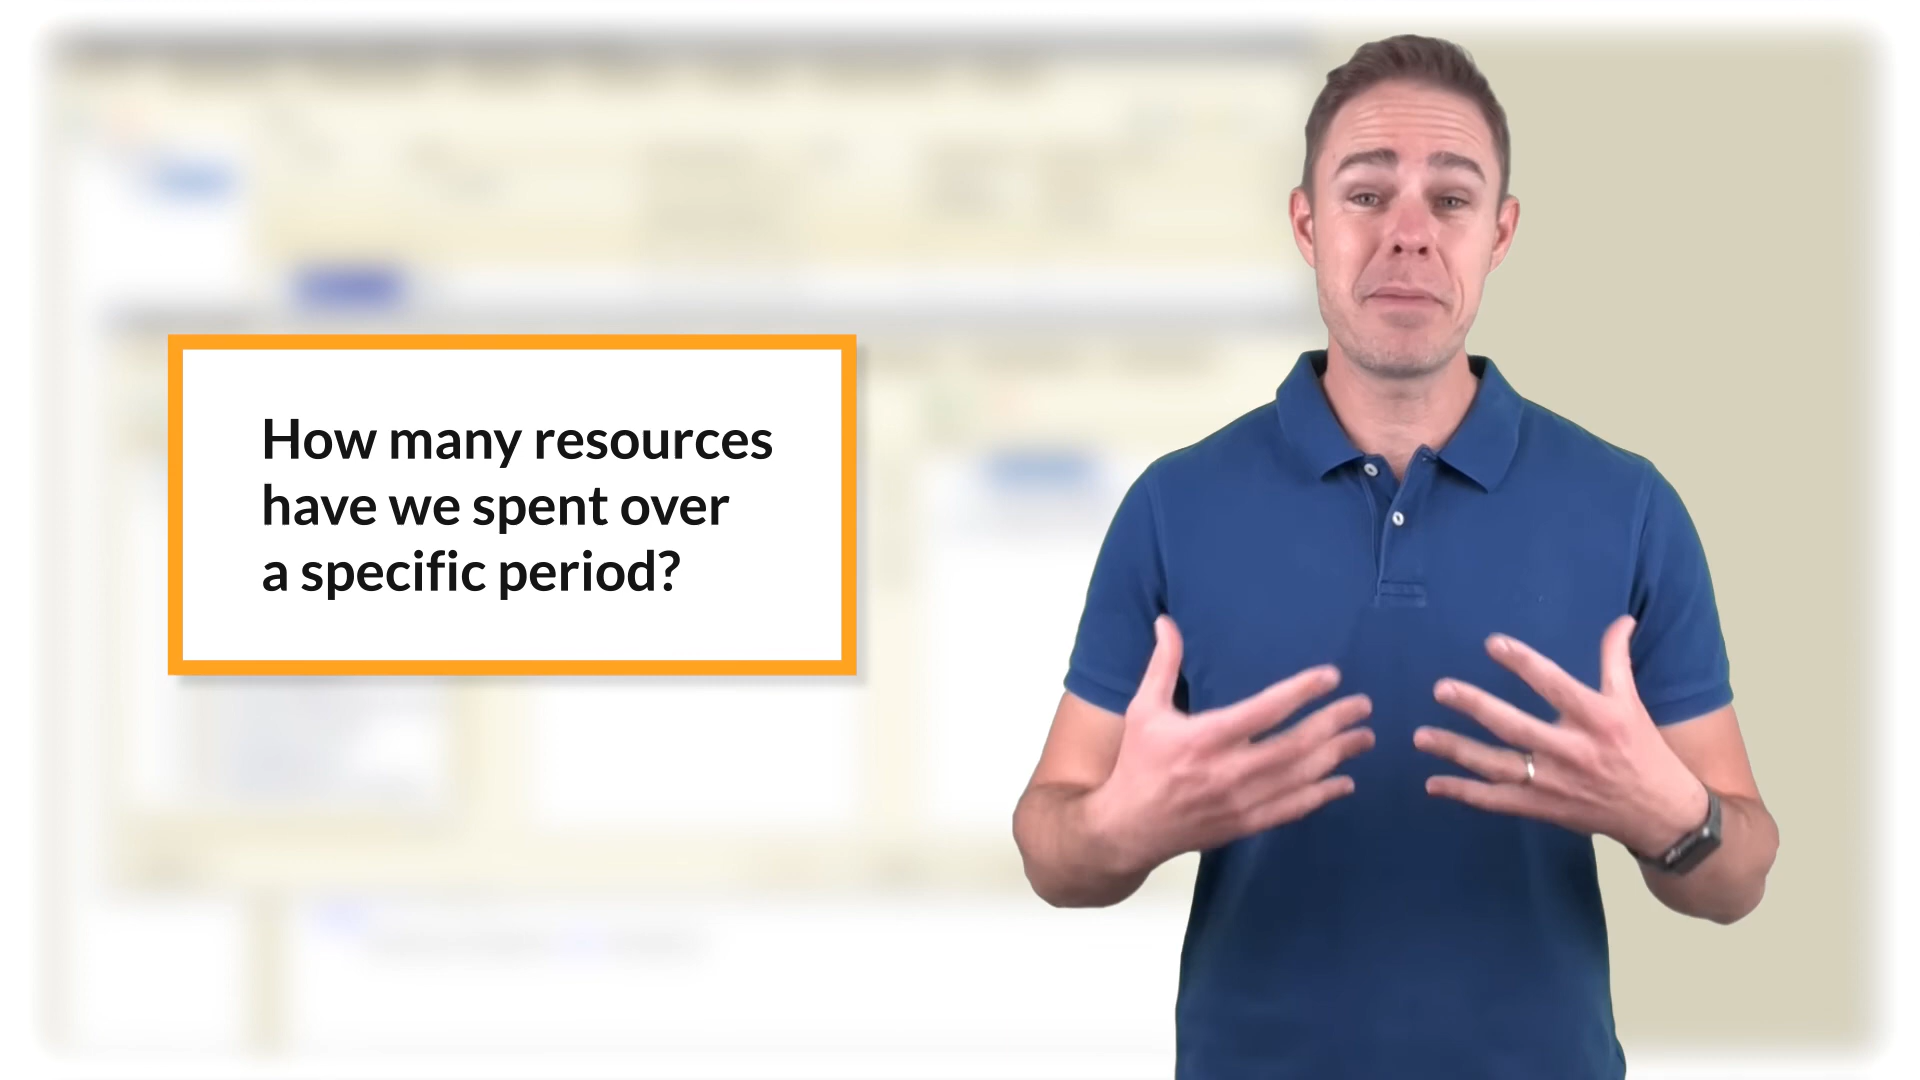 How many resources
have we spent over
a specific period?